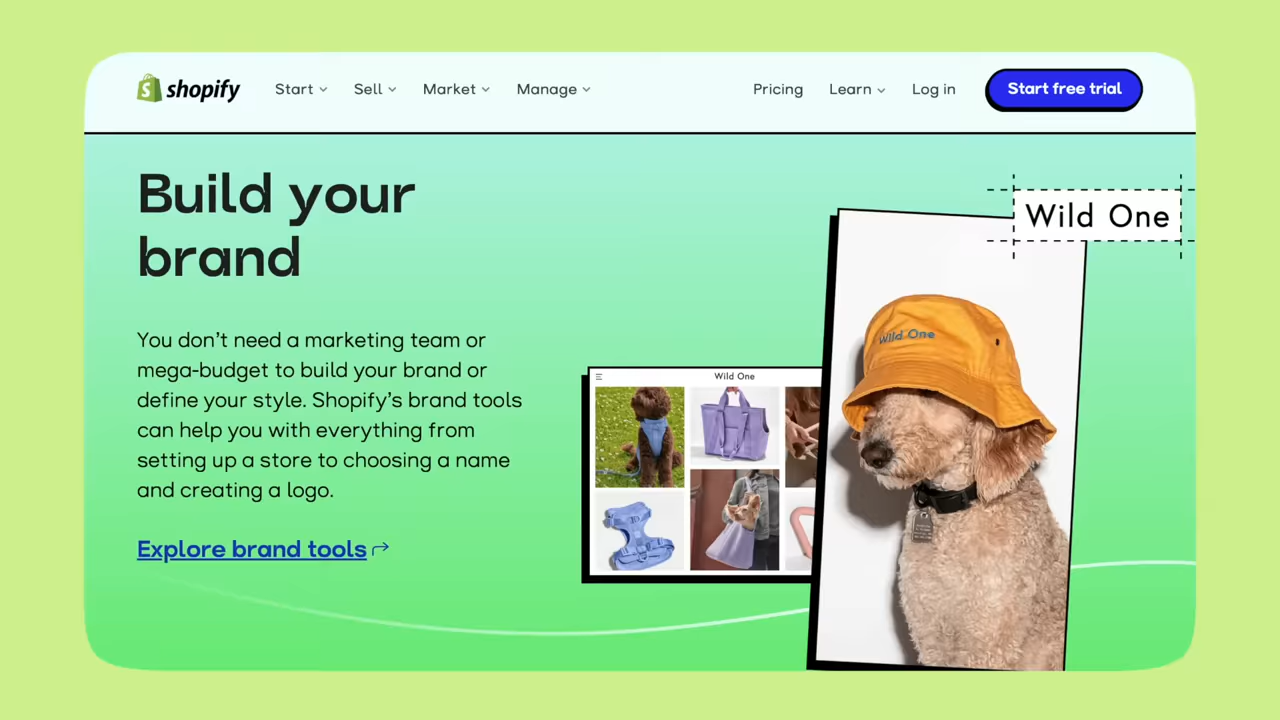 shopify
Start Sell Market Manage Pricing Learn Log in Start free trial
Build your
brand
Wild One
You don’t need a marketing team or
mega-budget to build your brand or
define your style. Shopify’s brand tools
can help you with everything from
setting up a store to choosing a name
and creating a logo.
Explore brand tools
Wild One
Wild One